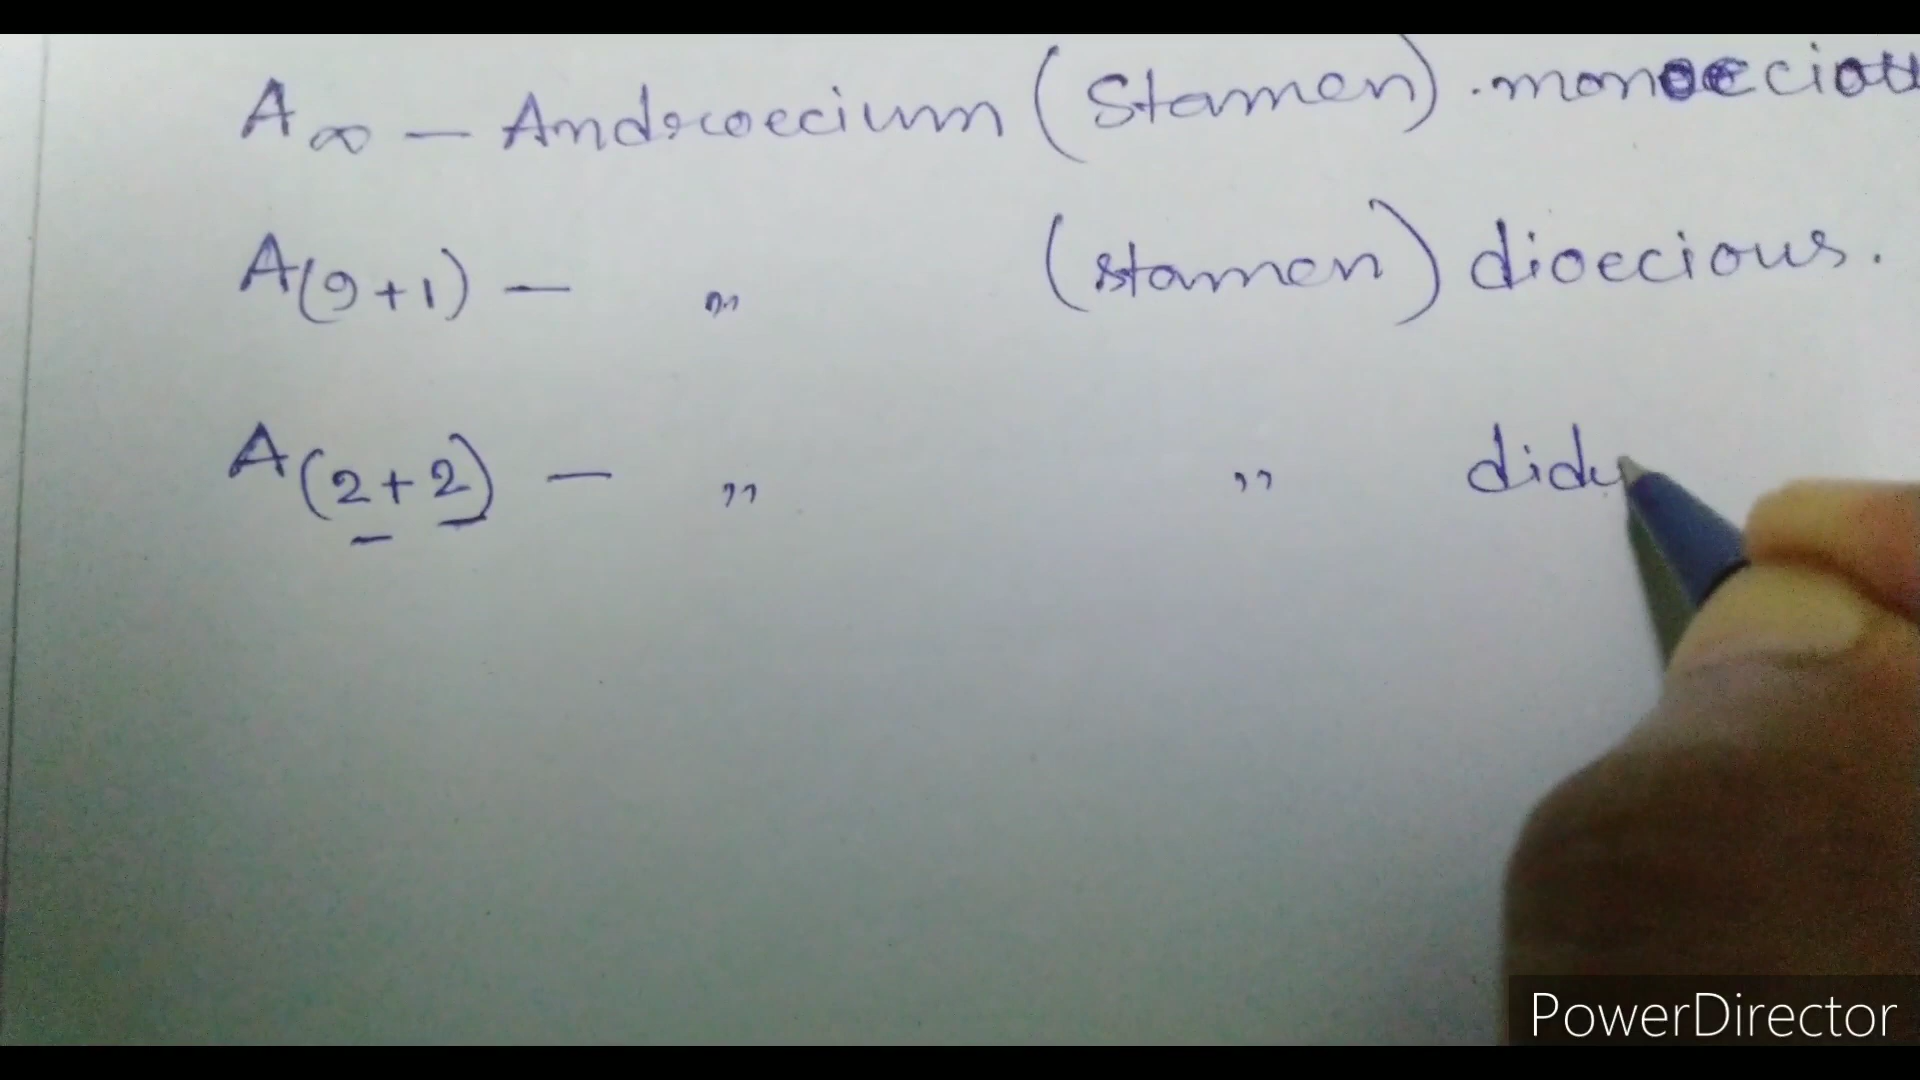 A∞ - Androecium (Stamen). monoeciou
A(9+1) - ,, (stamen) dioecious.
A(2+2) - ,, ,, didy
PowerDirector